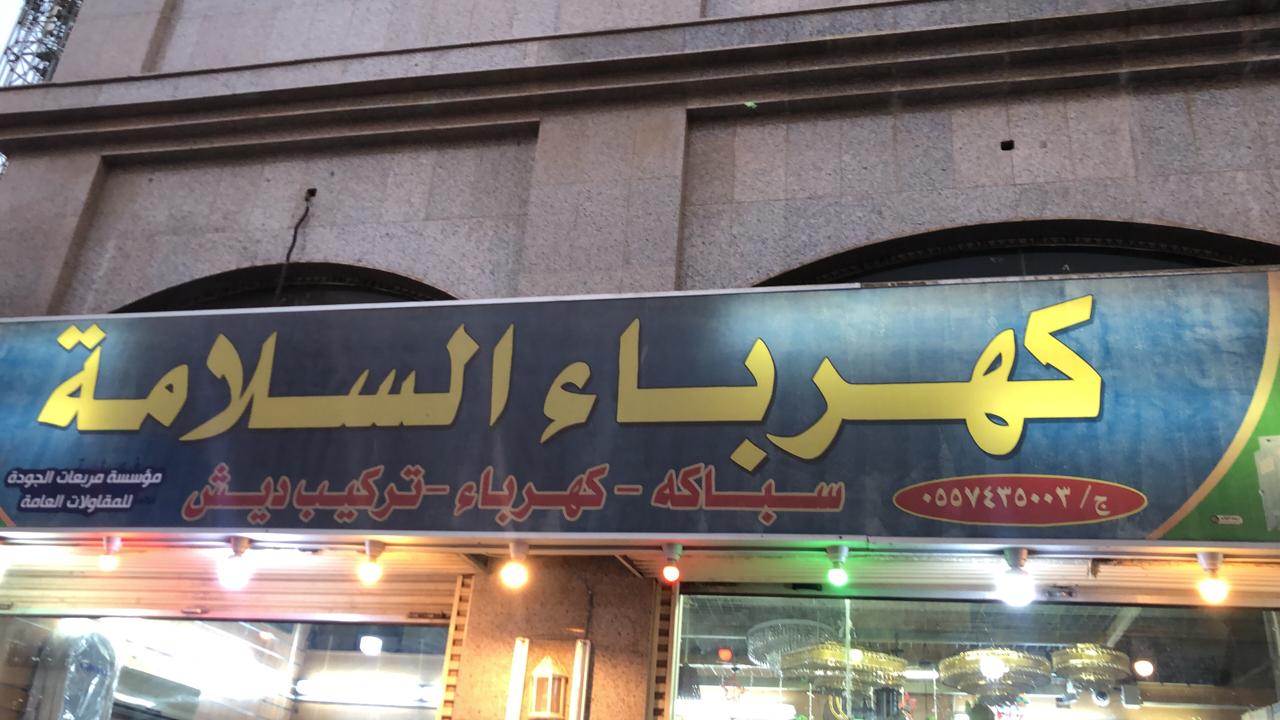 كهرباء السلامة
سباكه - كهرباء - تركيب ديش
ج/ ٠٥٥٧٤٣٥٠٠٣
مؤسسة مربعات الجودة
للمقاولات العامة